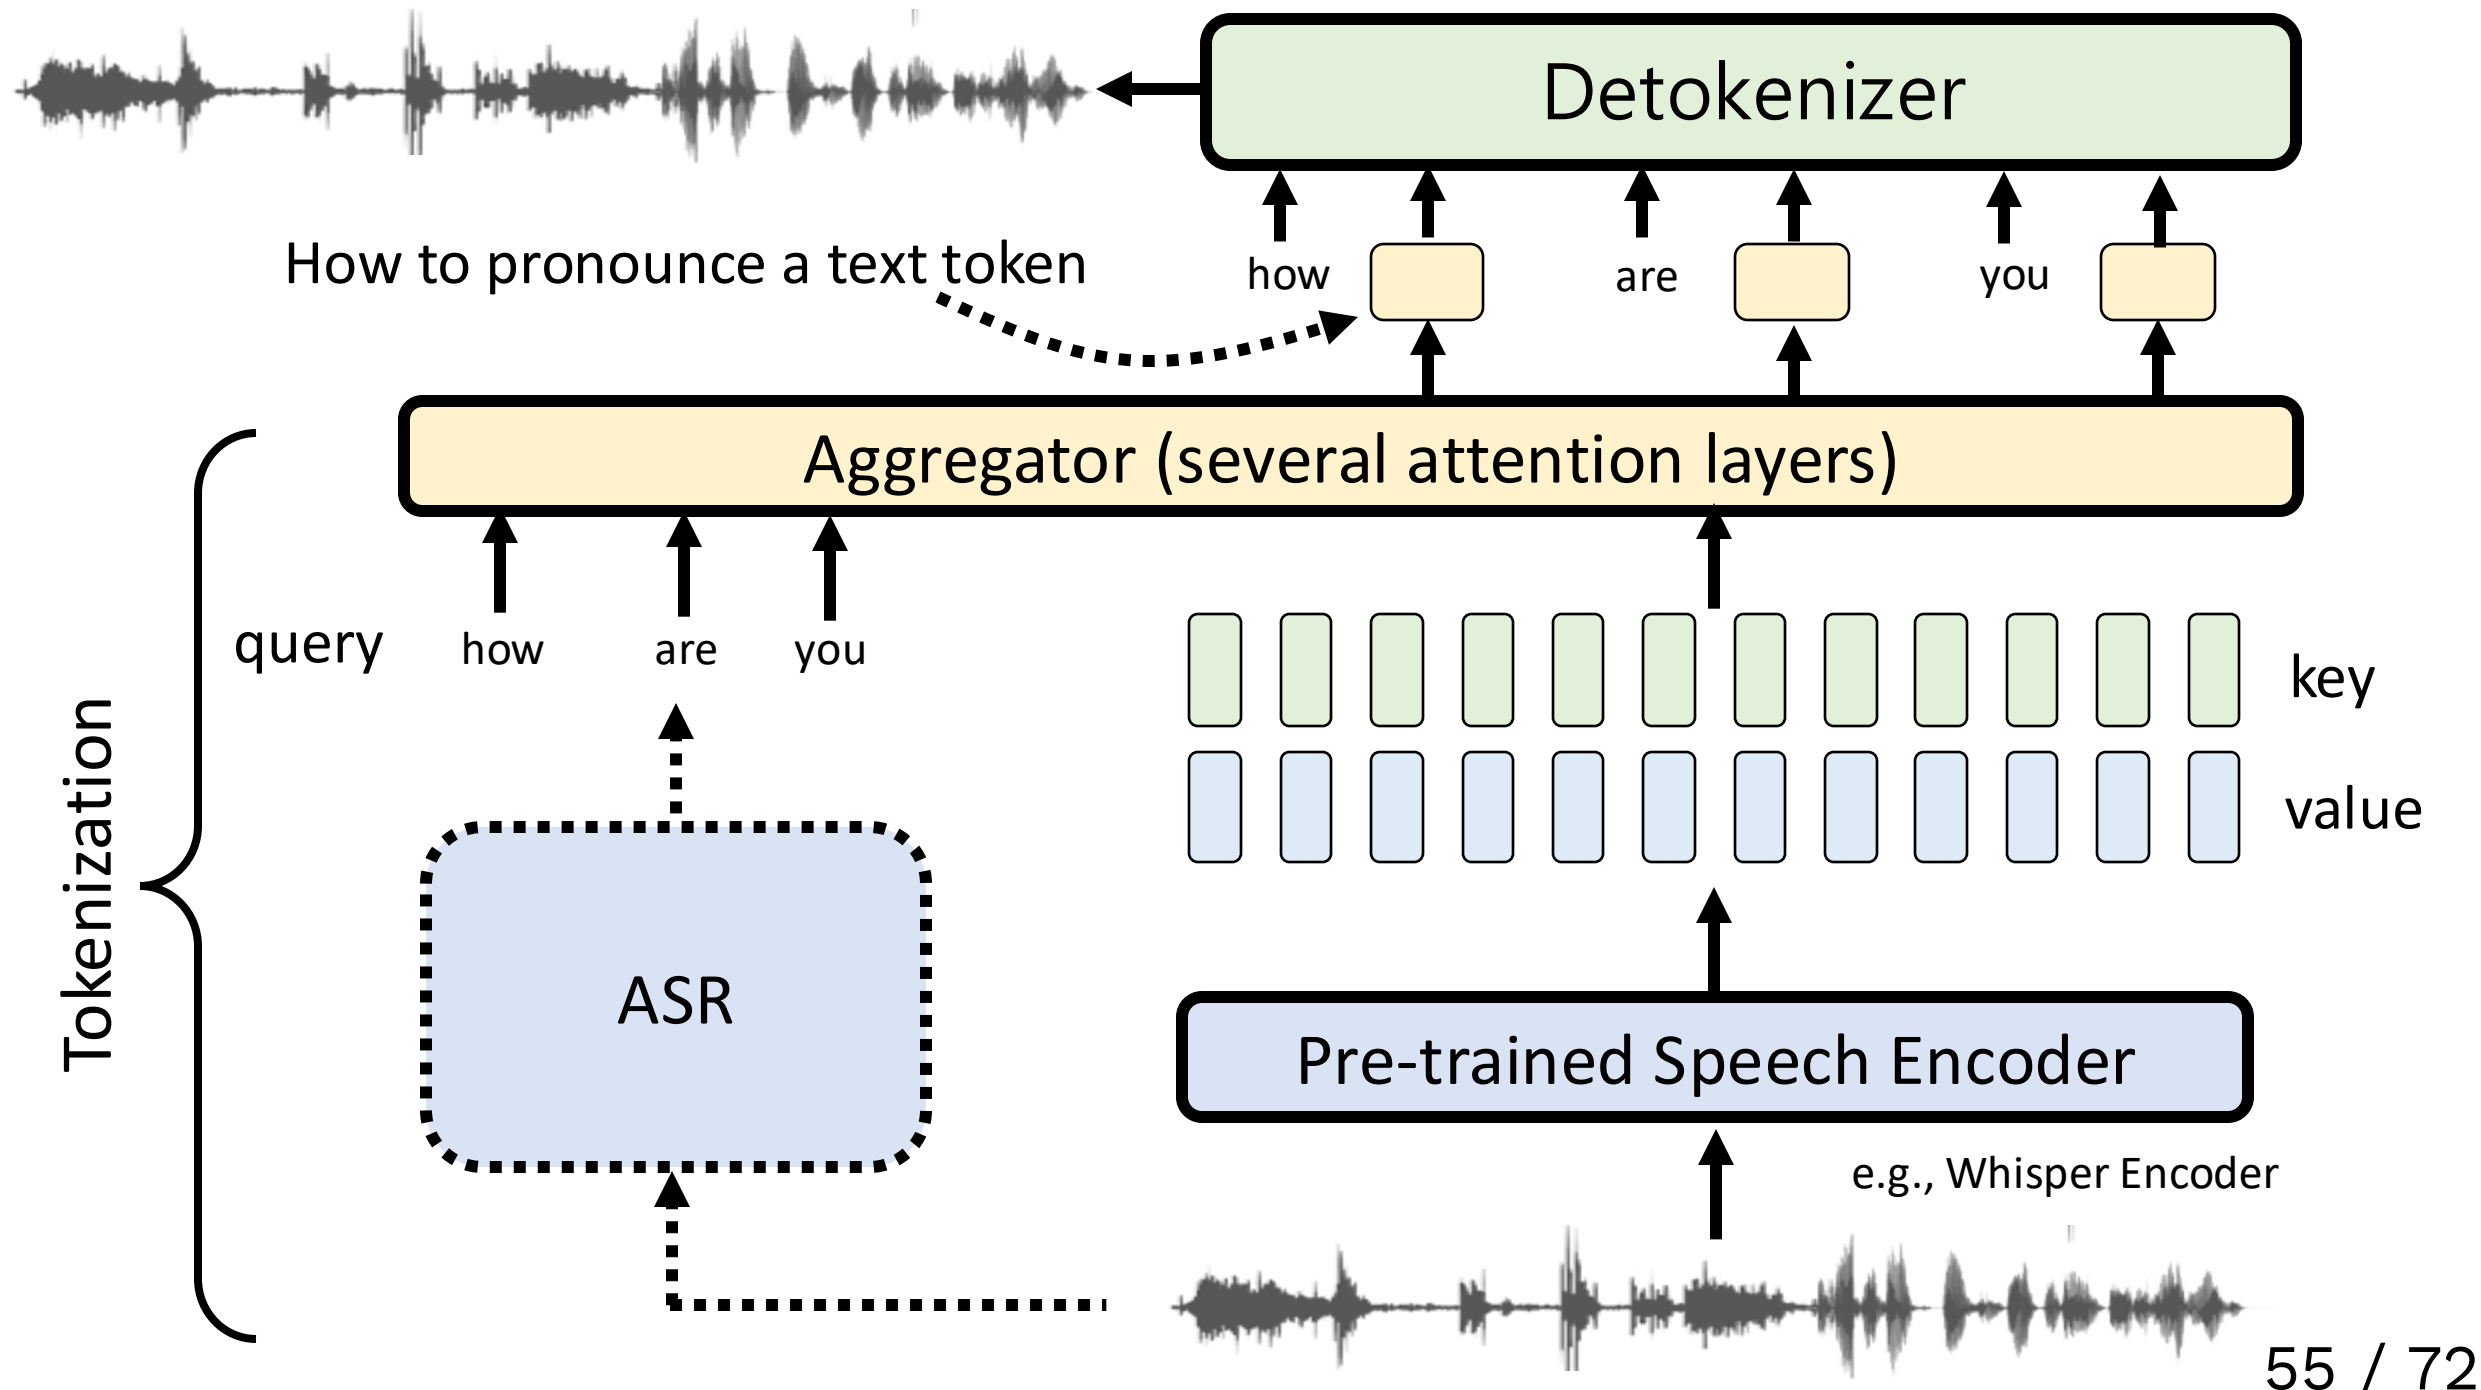 Detokenizer
How to pronounce a text token
how
are
you
Aggregator (several attention layers)
query
how
are
you
key
value
Tokenization
ASR
Pre-trained Speech Encoder
e.g., Whisper Encoder
55 / 72